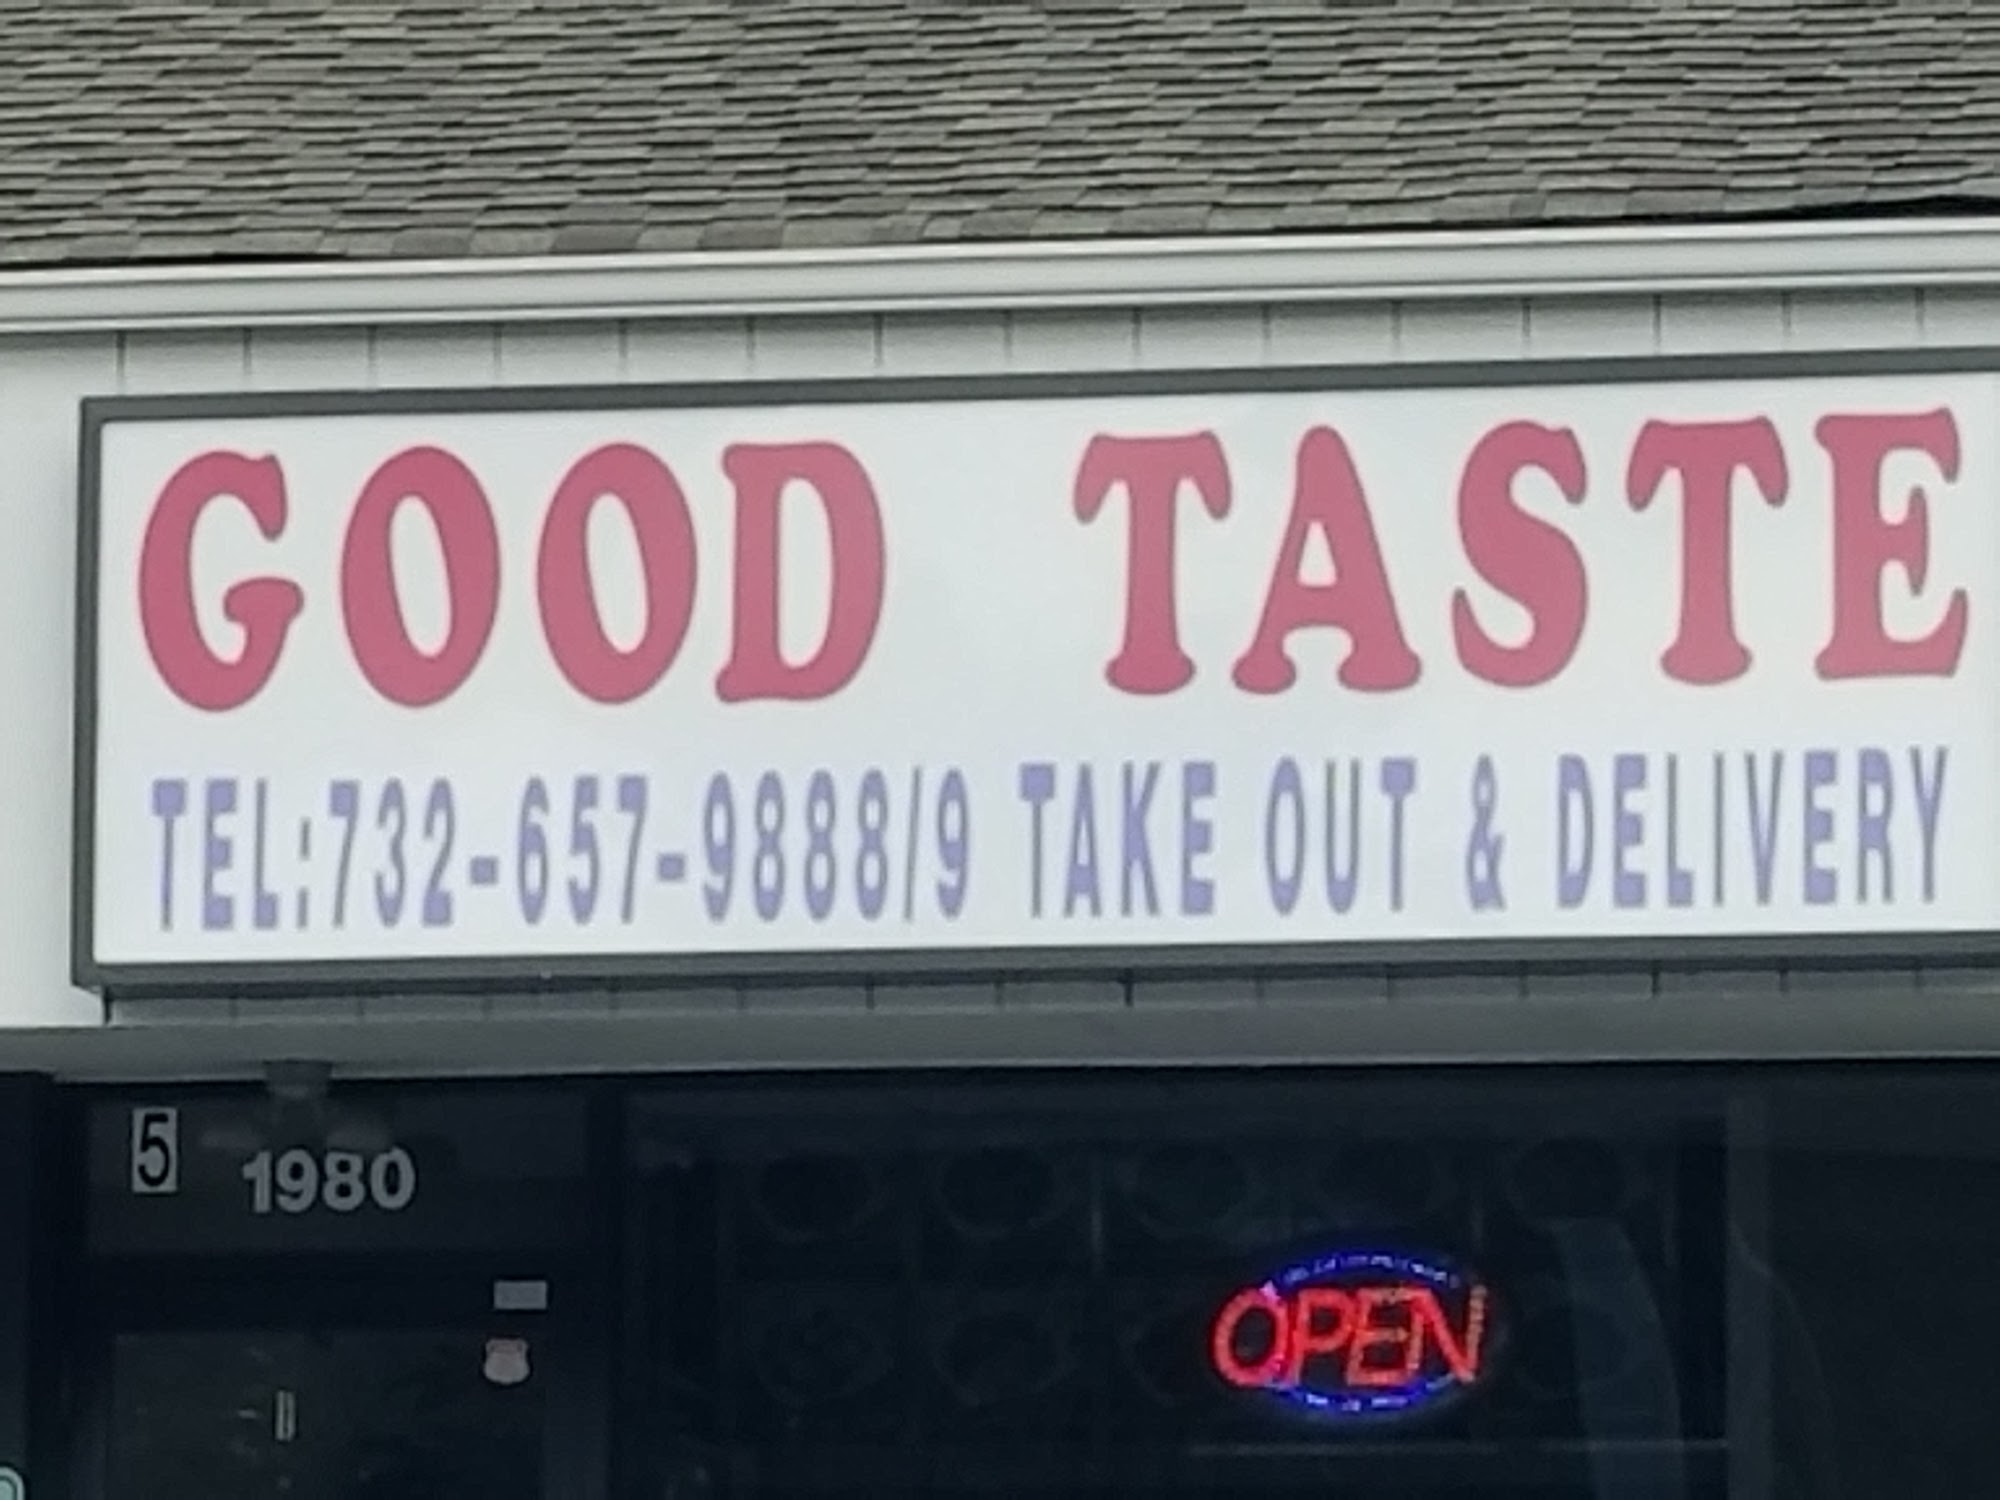 GOOD TASTE
TEL:732-657-9888/9 TAKE OUT & DELIVERY
5 1980
OPEN